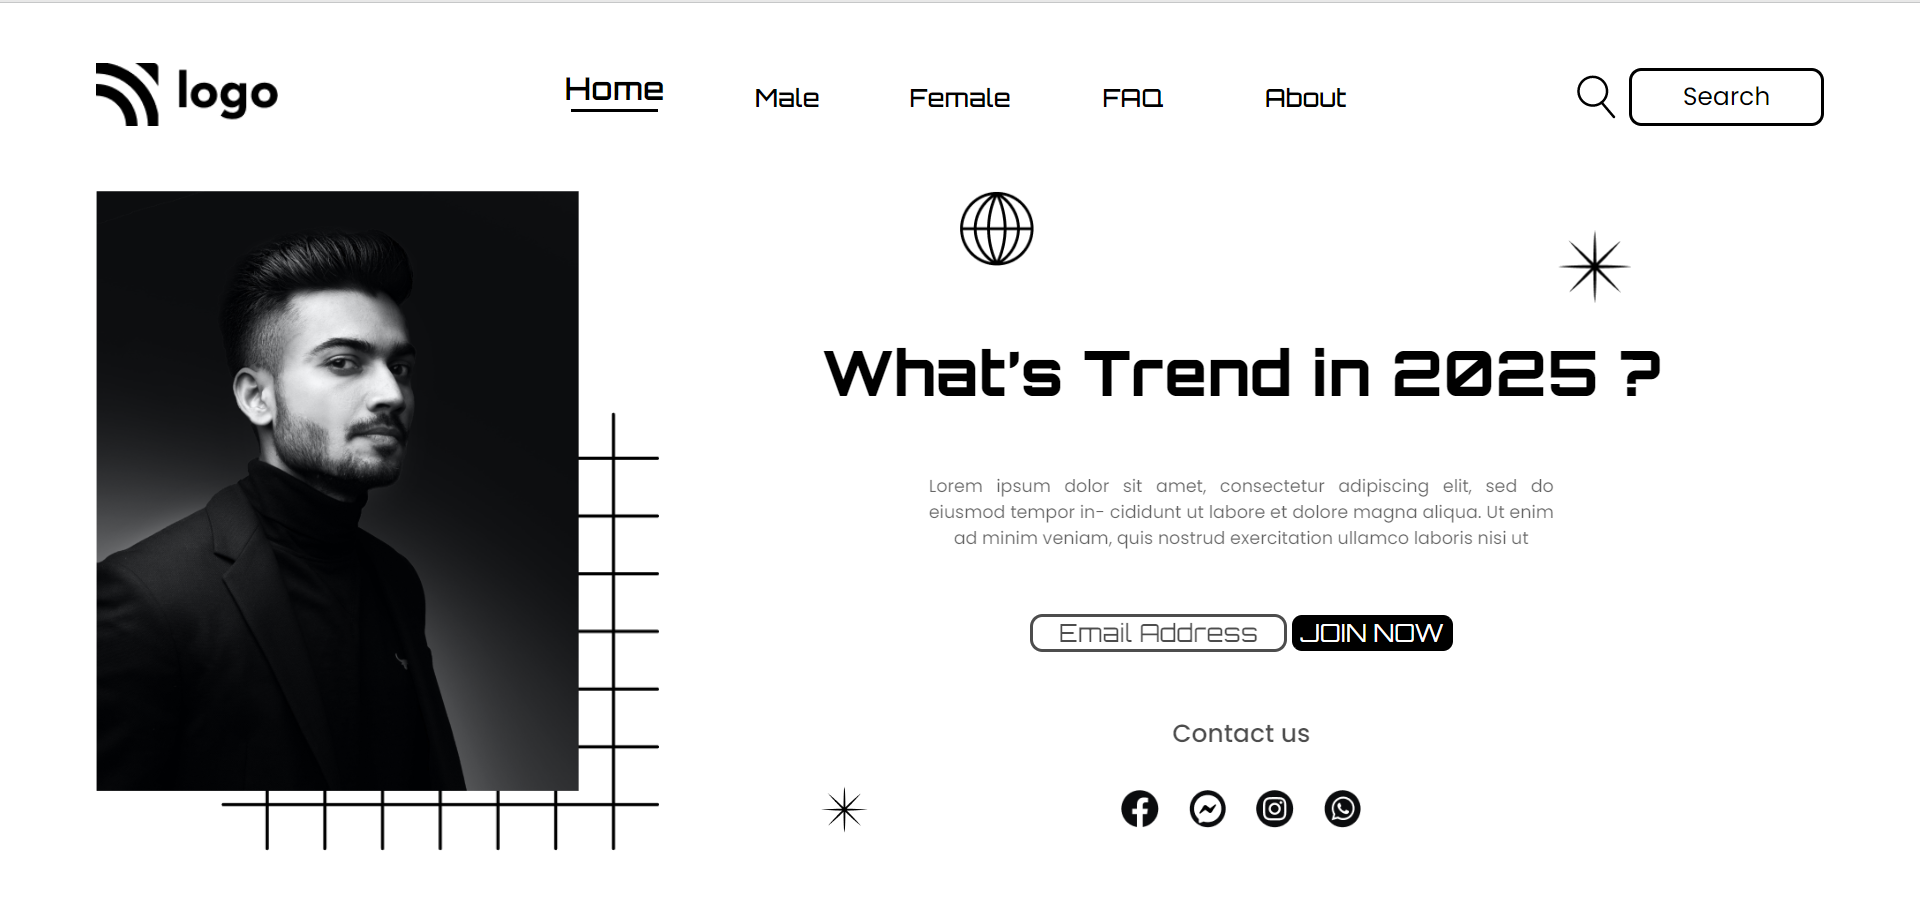 logo
Home
Male
Female
FAQ
About
Search
What's Trend in 2025 ?
Lorem ipsum dolor sit amet, consectetur adipiscing elit, sed do
eiusmod tempor in- cididunt ut labore et dolore magna aliqua. Ut enim
ad minim veniam, quis nostrud exercitation ullamco laboris nisi ut
Email Address
JOIN NOW
Contact us